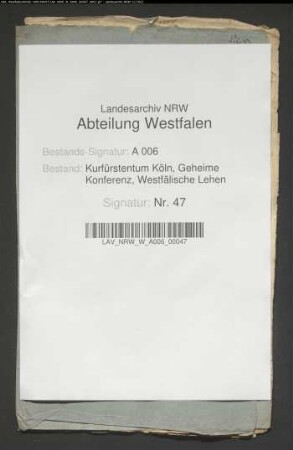 Landesarchiv NRW
Abteilung Westfalen
Bestands-Signatur: A 006
Bestand: Kurfürstentum Köln, Geheime
Konferenz, Westfälische Lehen
Signatur: Nr. 47
LAV_NRW_W_A006_00047